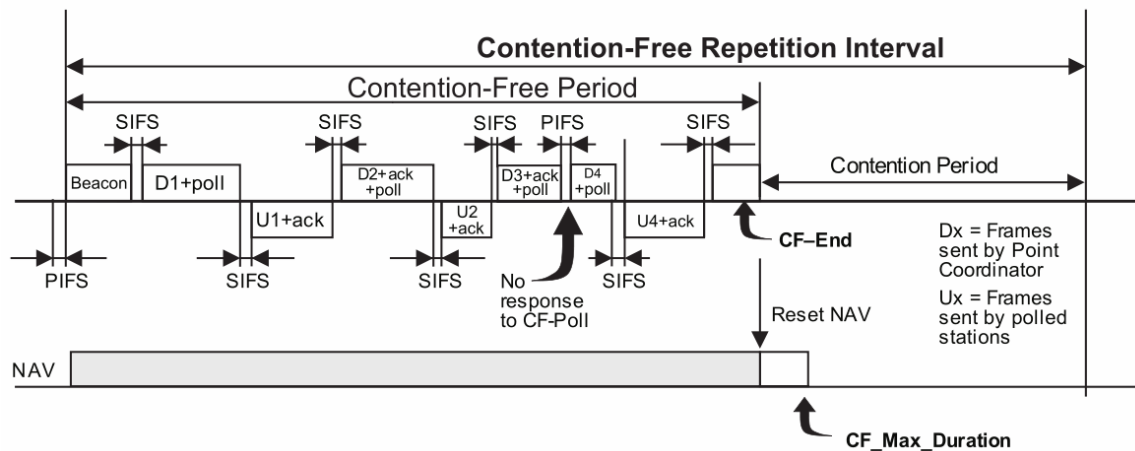 Contention-Free Repetition Interval
Contention-Free Period
SIFS
SIFS
SIFS
PIFS
SIFS
Contention Period
Beacon
D1+poll
D2+ack
+poll
D3+ack
+poll
D4
+poll
U1+ack
U2
+ack
U4+ack
CF–End
PIFS
SIFS
SIFS
No
response
to CF-Poll
SIFS
Dx = Frames
sent by Point
Coordinator
Ux = Frames
sent by polled
stations
Reset NAV
NAV
CF_Max_Duration